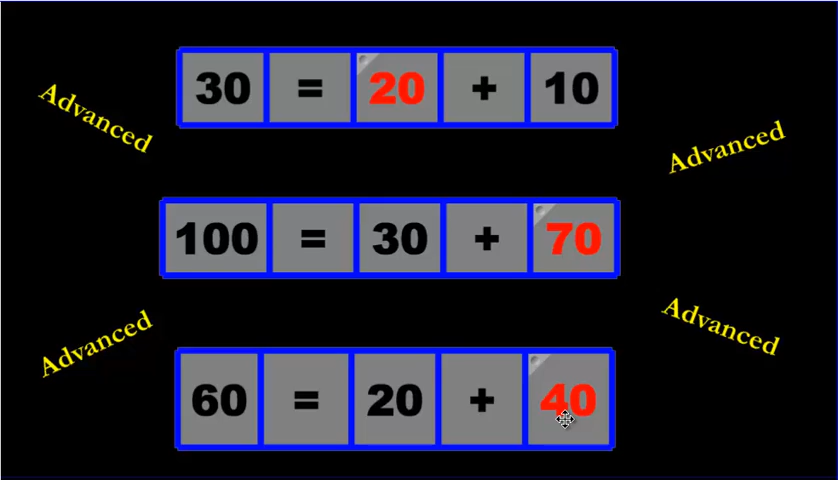 30 = 20 + 10
Advanced
Advanced
100 = 30 + 70
Advanced
Advanced
60 = 20 + 40